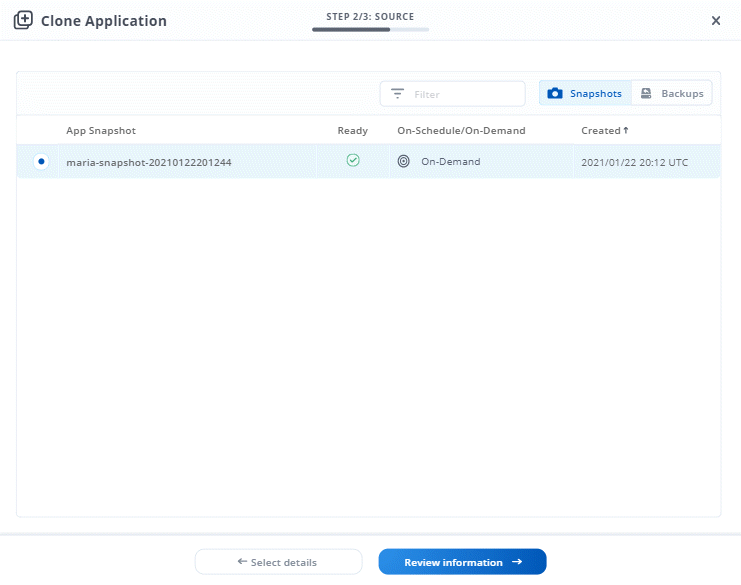 Clone Application
STEP 2/3: SOURCE
Filter
Snapshots
Backups
App Snapshot Ready On-Schedule/On-Demand Created ↑
maria-snapshot-20210122201244 On-Demand 2021/01/22 20:12 UTC
← Select details
Review information →